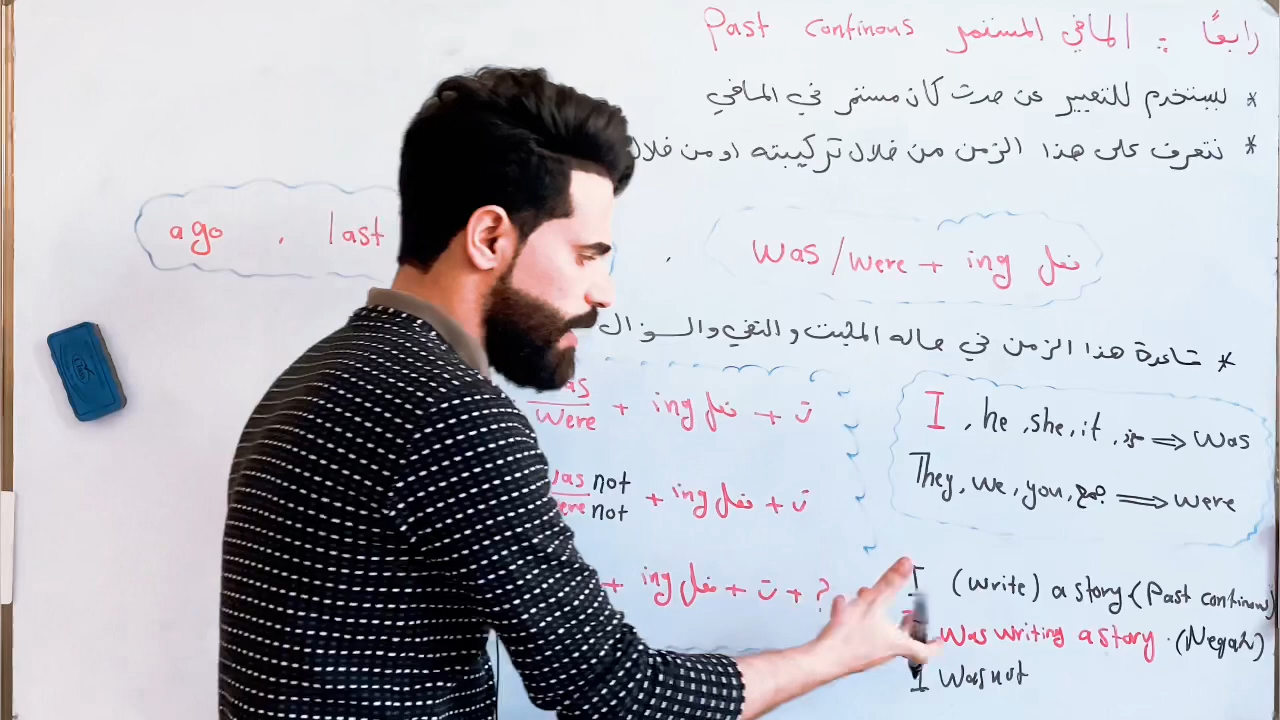 رابعًا : الماضي المستمر Past continous
* يستخدم للتعبير عن حدث كان مستمر في الماضي
* نتعرف على هذا الزمن من خلال تركيبته او من خلال
was/were + ing فعل
ago , last
* قاعدة هذا الزمن في حاله المثبت والنفي والسؤال
were + ing فعل + ت
was not
were not + ing فعل + ت
+ ing فعل + ت + ?
I , he , she , it , ⇒ was
They, we, you, جمع ⇒ were
I (write) a story (Past continous)
was writing a story . (Negah)
I was not